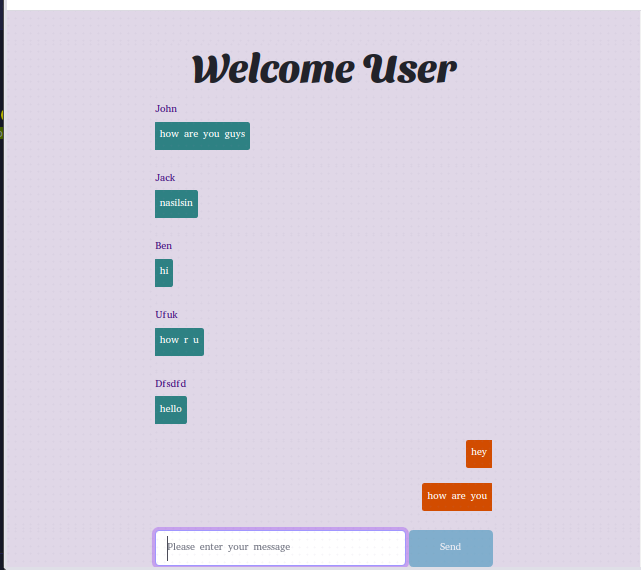 Welcome User
John
how are you guys
Jack
nasilsin
Ben
hi
Ufuk
how r u
Dfsdfd
hello
hey
how are you
Please enter your message
Send